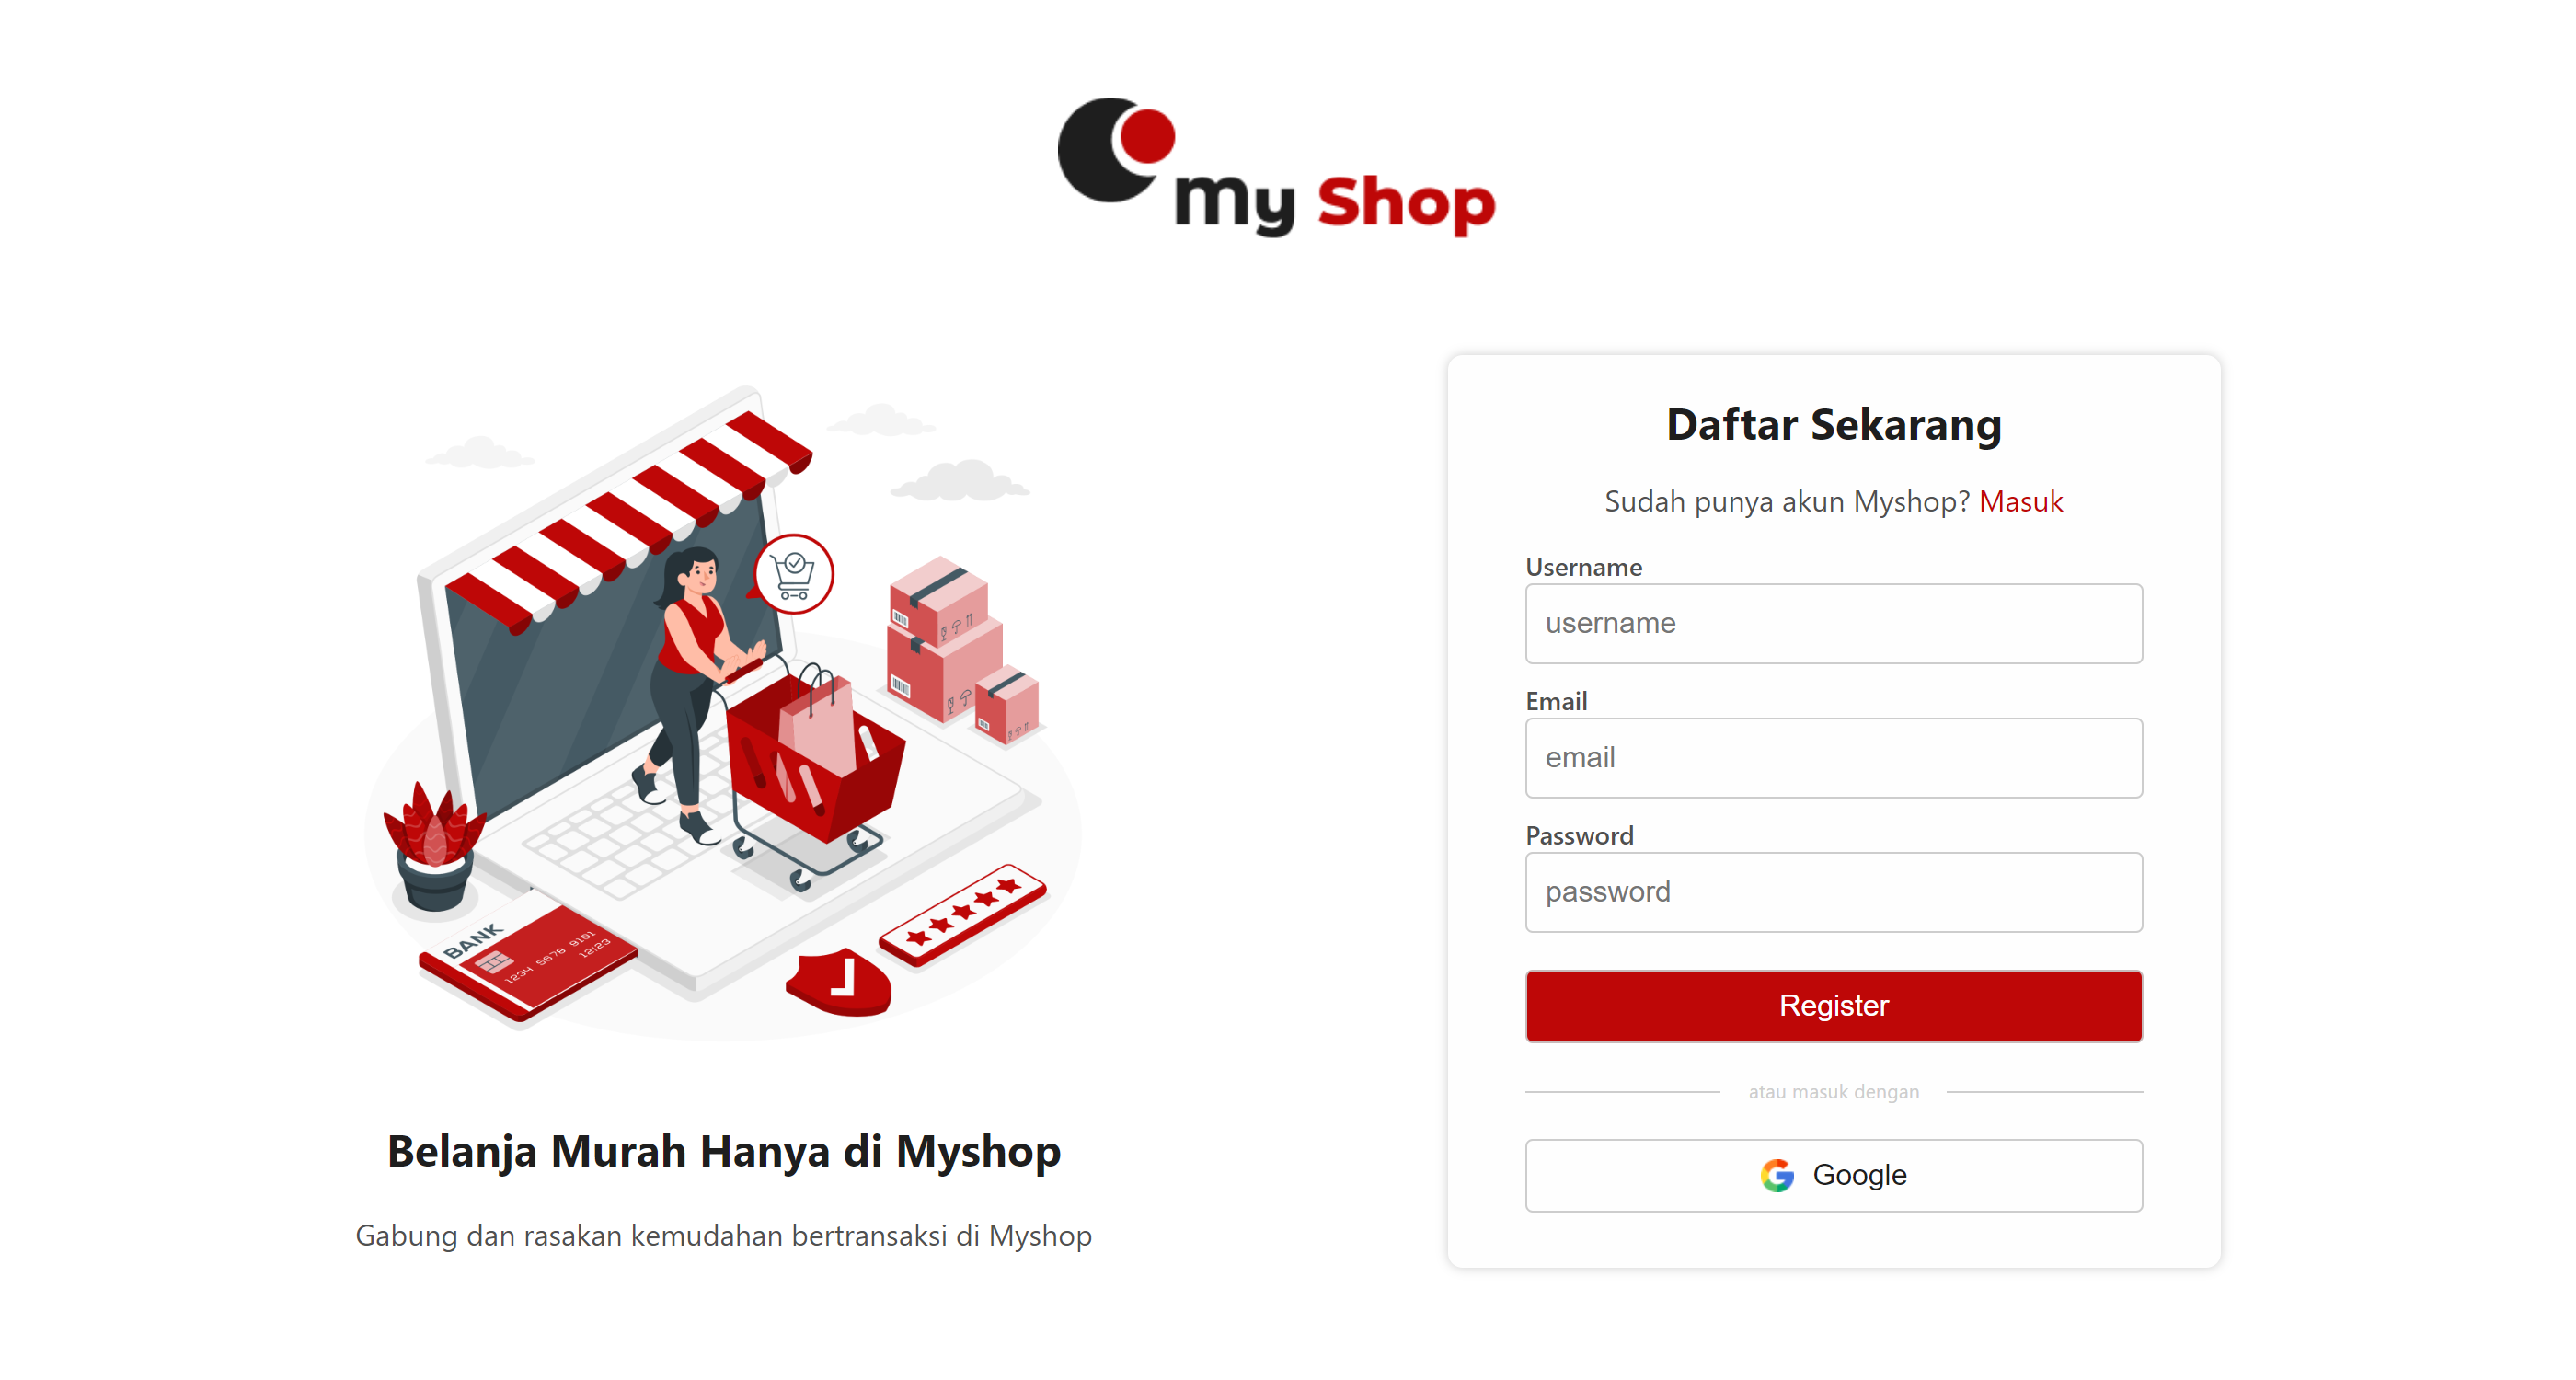 my Shop
BANK
1234 5678 9101
12/23
Belanja Murah Hanya di Myshop
Gabung dan rasakan kemudahan bertransaksi di Myshop
Daftar Sekarang
Sudah punya akun Myshop? Masuk
Username
username
Email
email
Password
password
Register
atau masuk dengan
Google